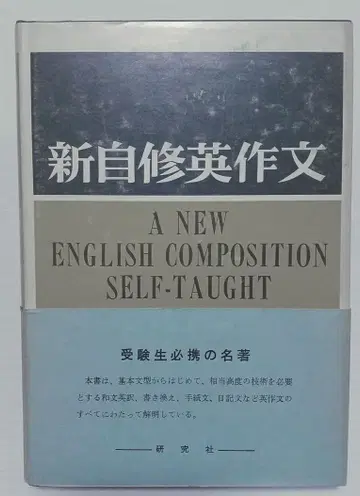 新自修英作文
A NEW
ENGLISH COMPOSITION
SELF-TAUGHT
受験生必携の名著
本書は、基本文型からはじめて、相当高度の技術を必要
とする和文英訳、書き換え、手紙文、日記文など英作文の
すべてにわたって解明している。
研究社